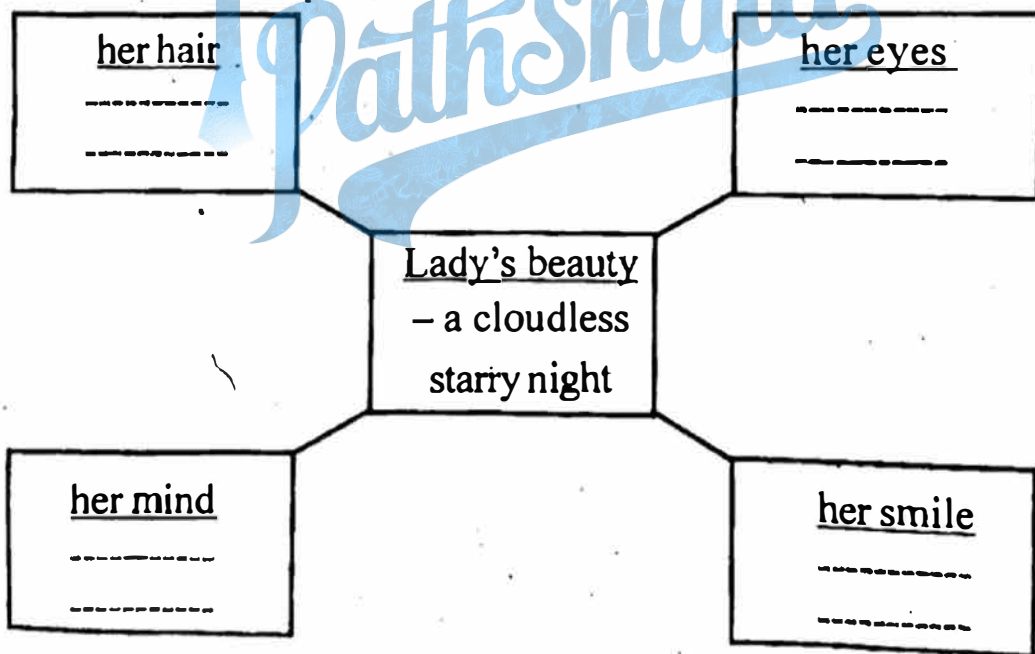 PathShala
her hair
her eyes
Lady's beauty
– a cloudless
starry night
her mind
her smile